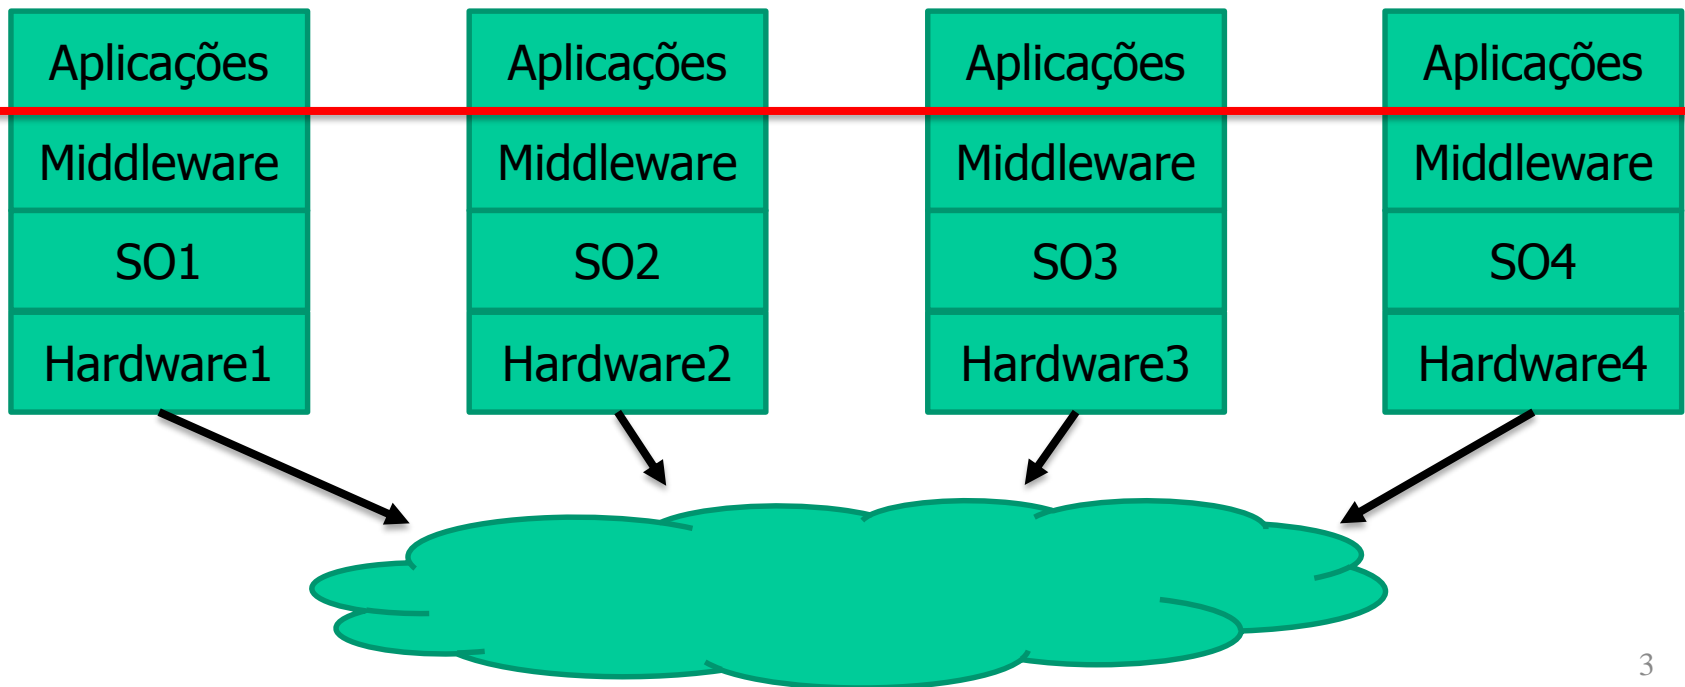 Aplicações
Aplicações
Aplicações
Aplicações
Middleware
Middleware
Middleware
Middleware
SO1
SO2
SO3
SO4
Hardware1
Hardware2
Hardware3
Hardware4
3